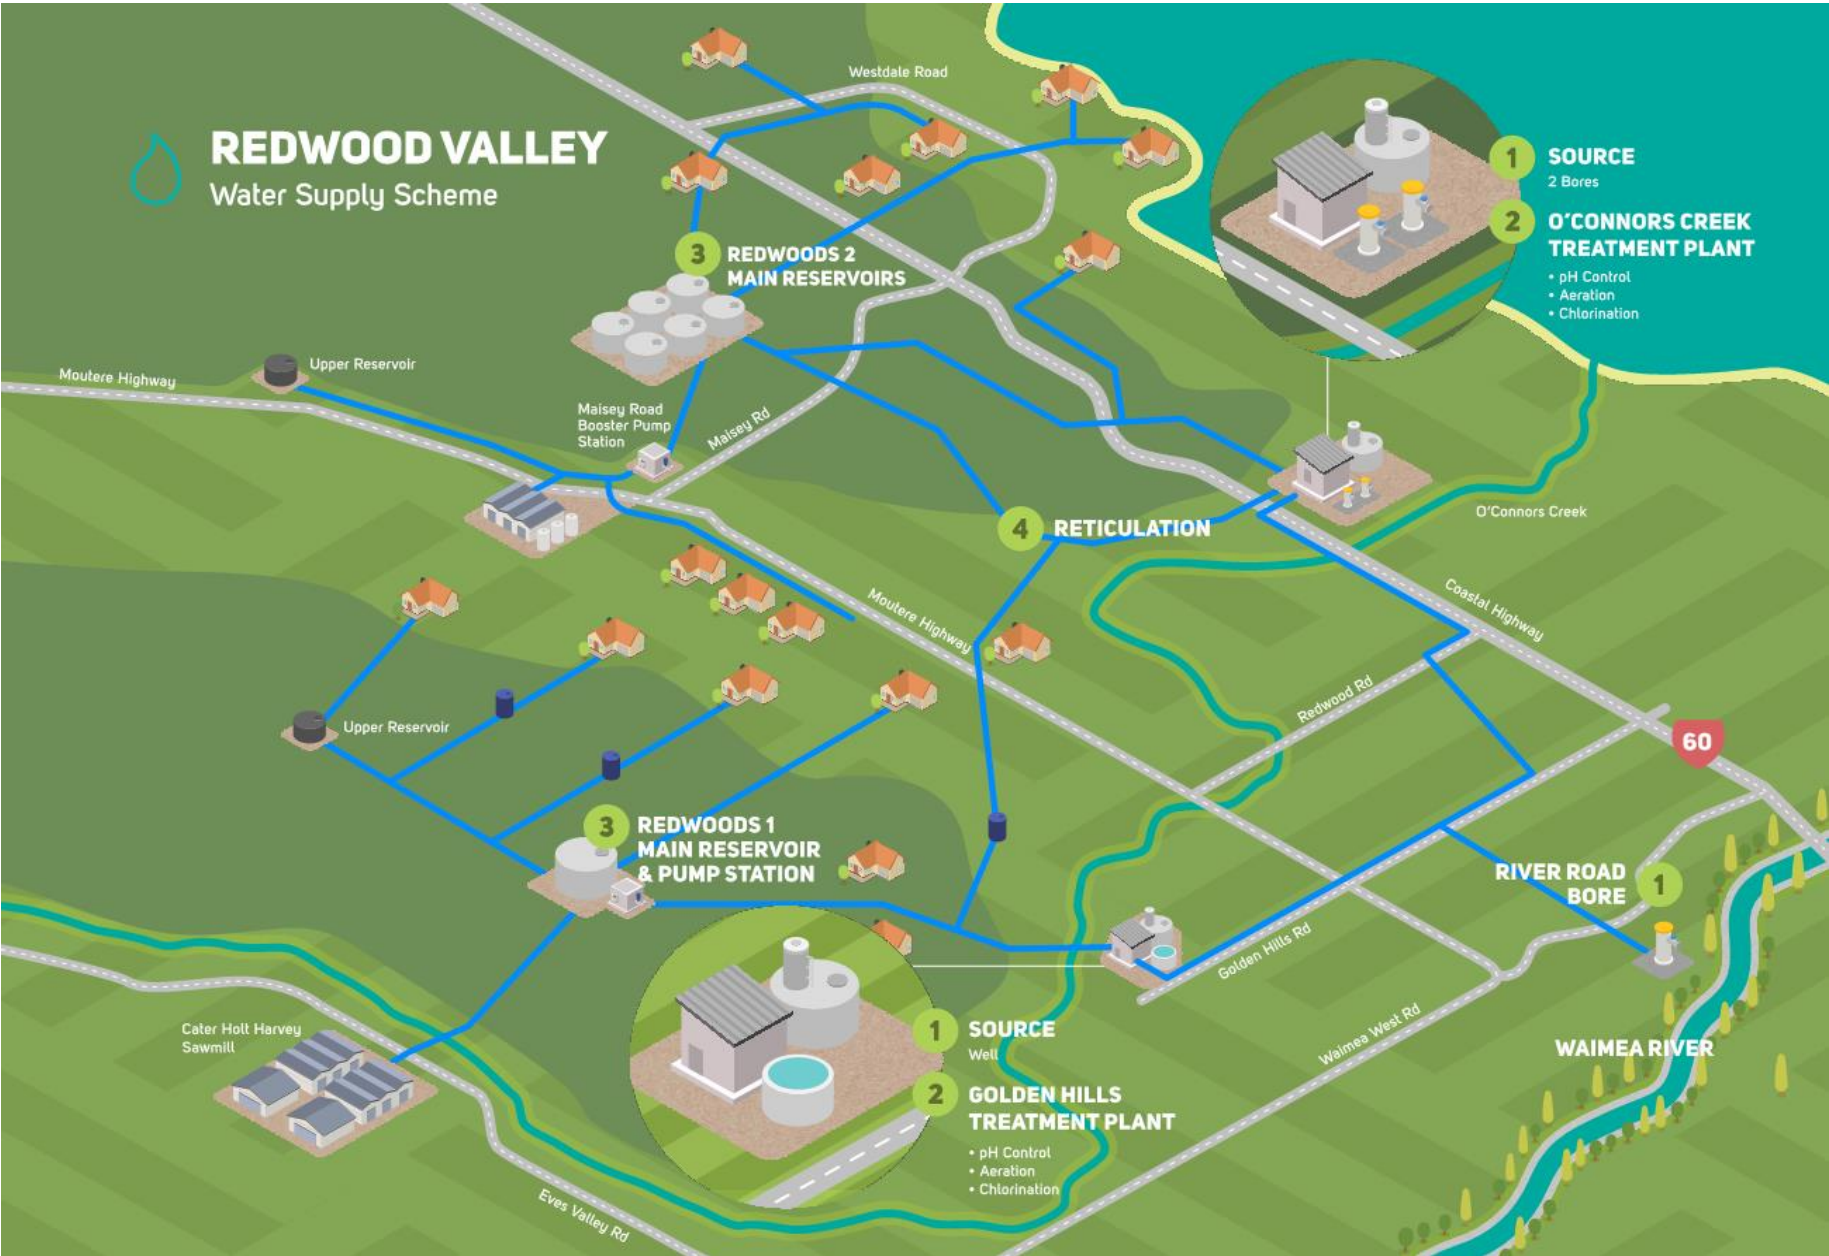 REDWOOD VALLEY
Water Supply Scheme
Westdale Road
1
SOURCE
2 Bores
2
O'CONNORS CREEK
TREATMENT PLANT
• pH Control
• Aeration
• Chlorination
3
REDWOODS 2
MAIN RESERVOIRS
Upper Reservoir
Moutere Highway
Maisey Road
Booster Pump
Station
Maisey Rd
O'Connors Creek
4
RETICULATION
Moutere Highway
Coastal Highway
Redwood Rd
60
Upper Reservoir
3
REDWOODS 1
MAIN RESERVOIR
& PUMP STATION
RIVER ROAD
BORE
1
Golden Hills Rd
Cater Holt Harvey
Sawmill
1
SOURCE
Well
2
GOLDEN HILLS
TREATMENT PLANT
• pH Control
• Aeration
• Chlorination
Waimea West Rd
WAIMEA RIVER
Eves Valley Rd